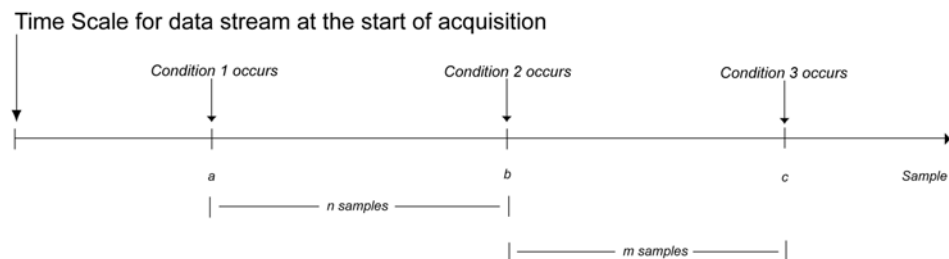 Time Scale for data stream at the start of acquisition
Condition 1 occurs
Condition 2 occurs
Condition 3 occurs
a
b
c
Sample
n samples
m samples